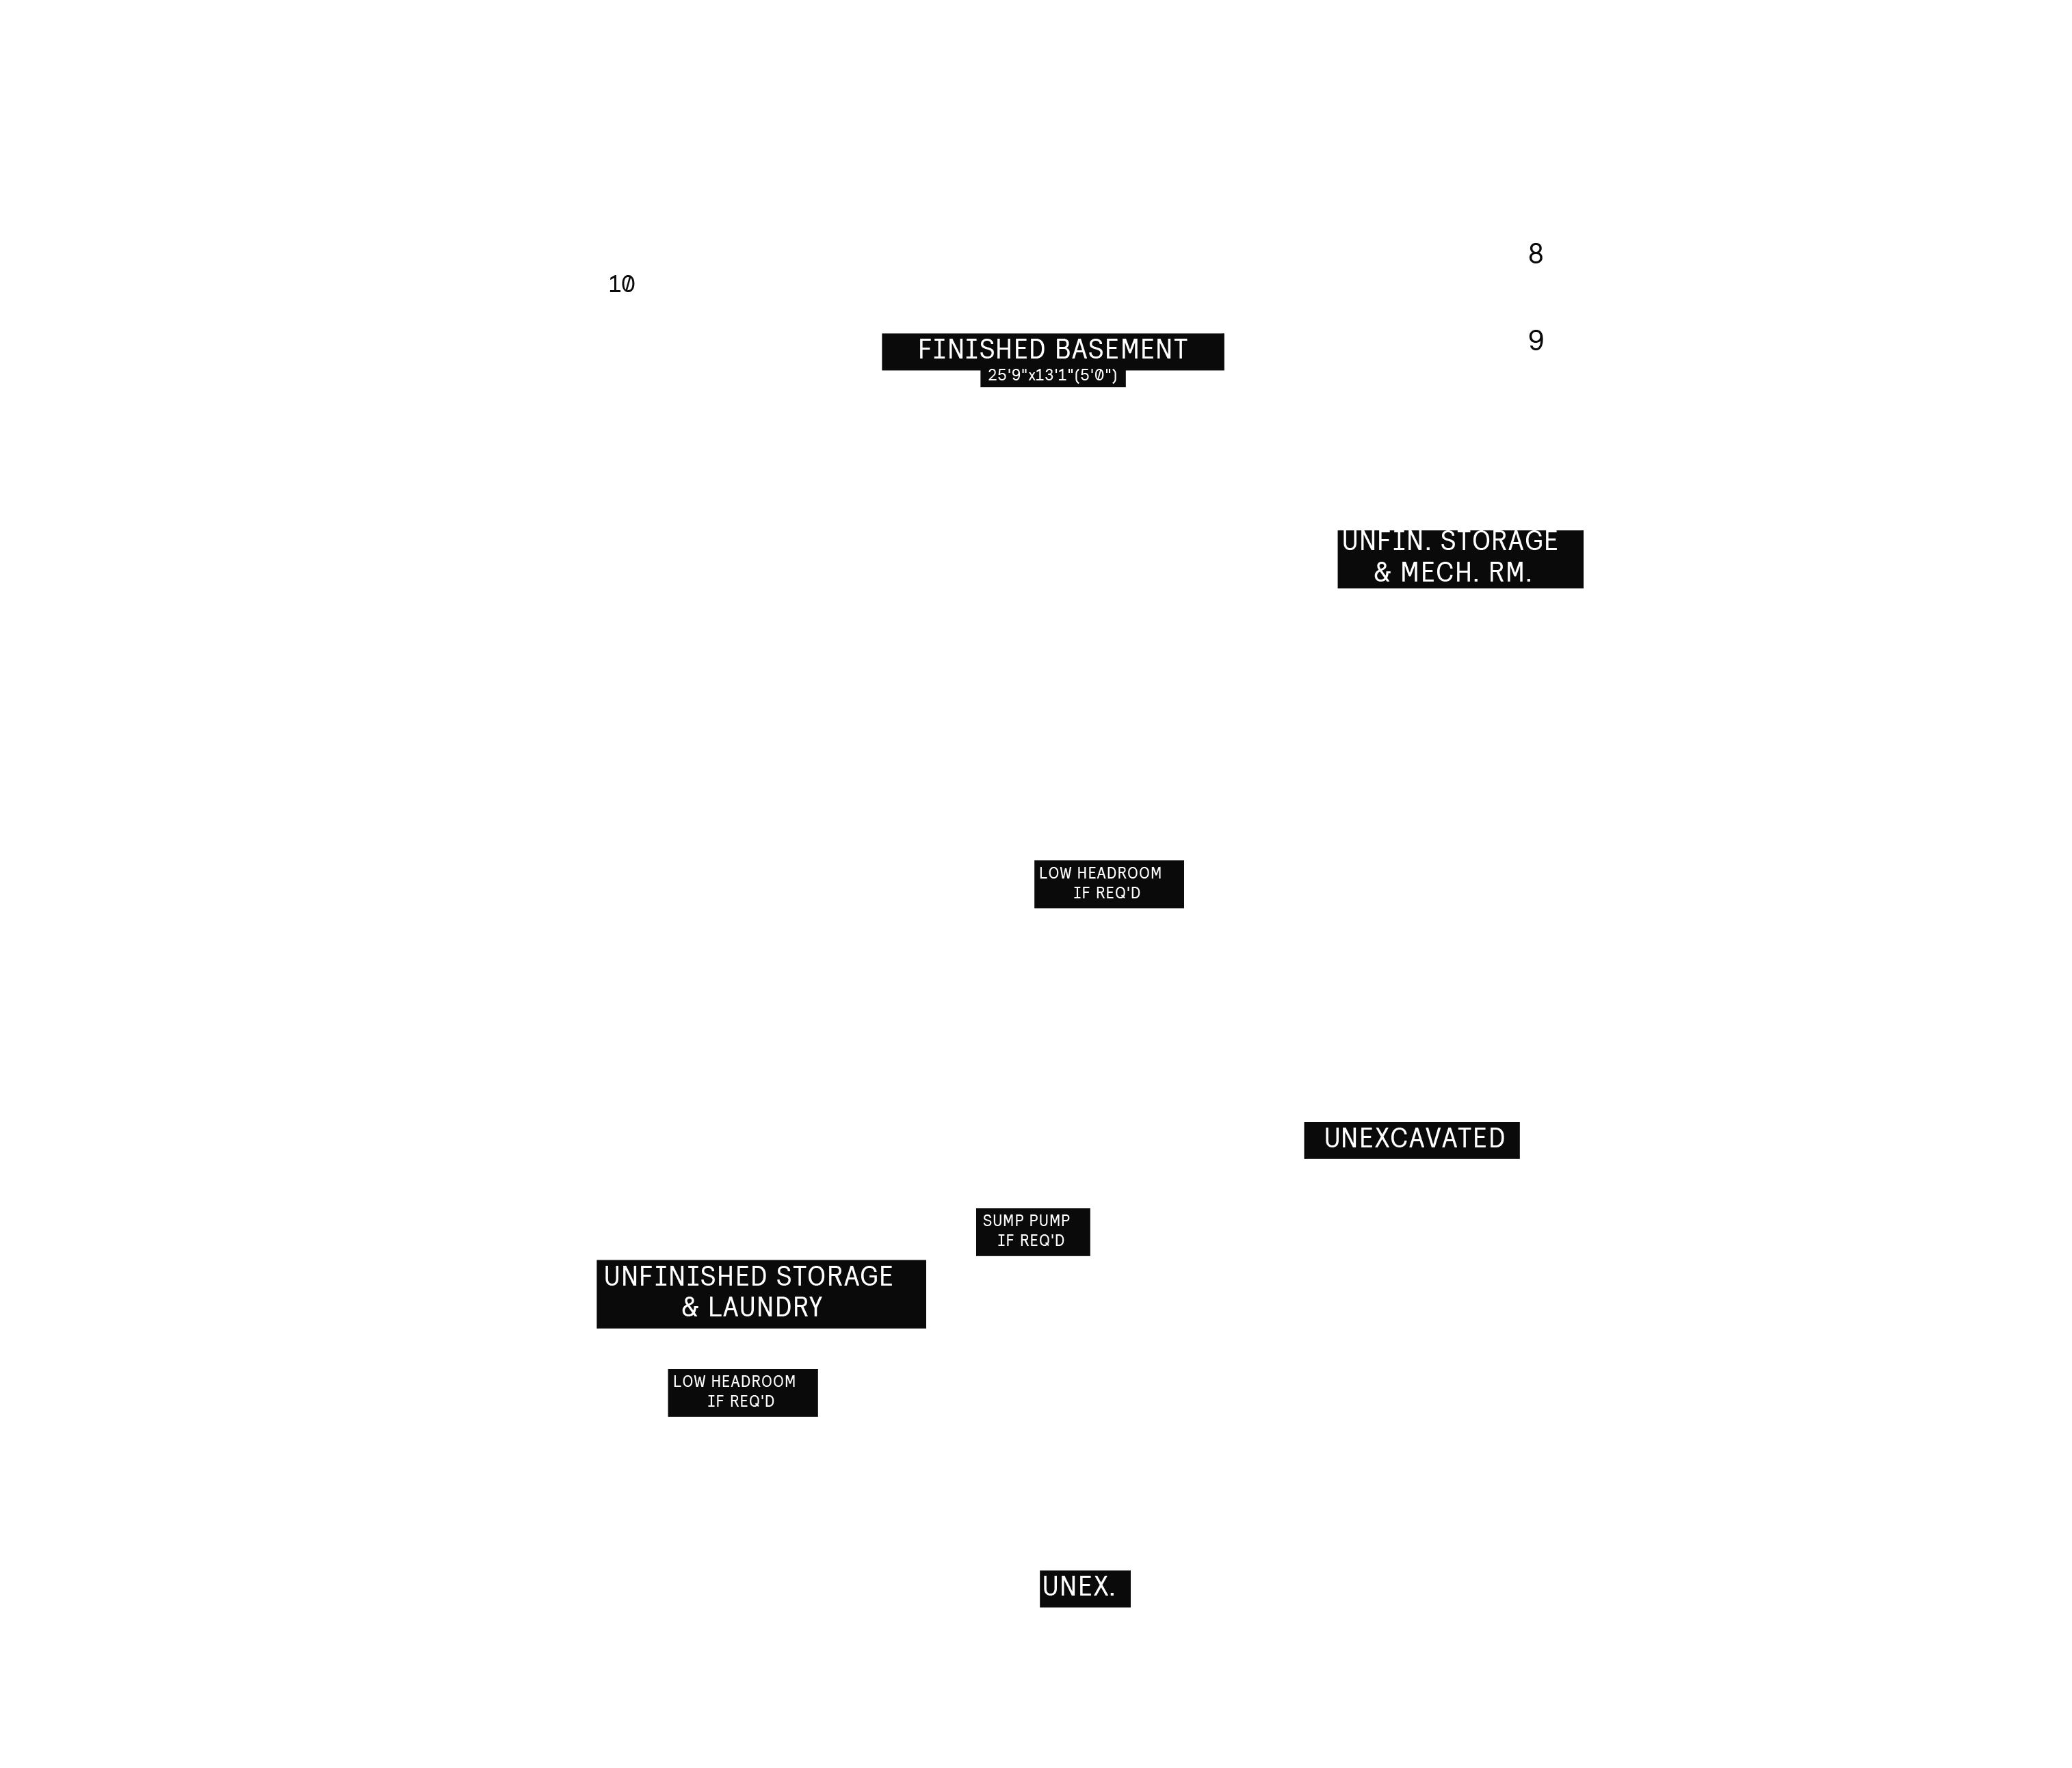 8
10
9
FINISHED BASEMENT
25'9"x13'1"(5'0")
UNFIN. STORAGE
& MECH. RM.
LOW HEADROOM
IF REQ'D
UNEXCAVATED
SUMP PUMP
IF REQ'D
UNFINISHED STORAGE
& LAUNDRY
LOW HEADROOM
IF REQ'D
UNEX.